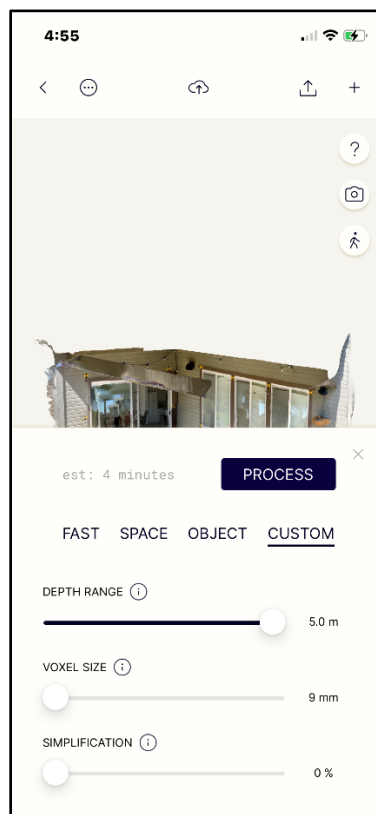 4:55
?
est: 4 minutes
PROCESS
FAST SPACE OBJECT CUSTOM
DEPTH RANGE
5.0 m
VOXEL SIZE
9 mm
SIMPLIFICATION
0 %